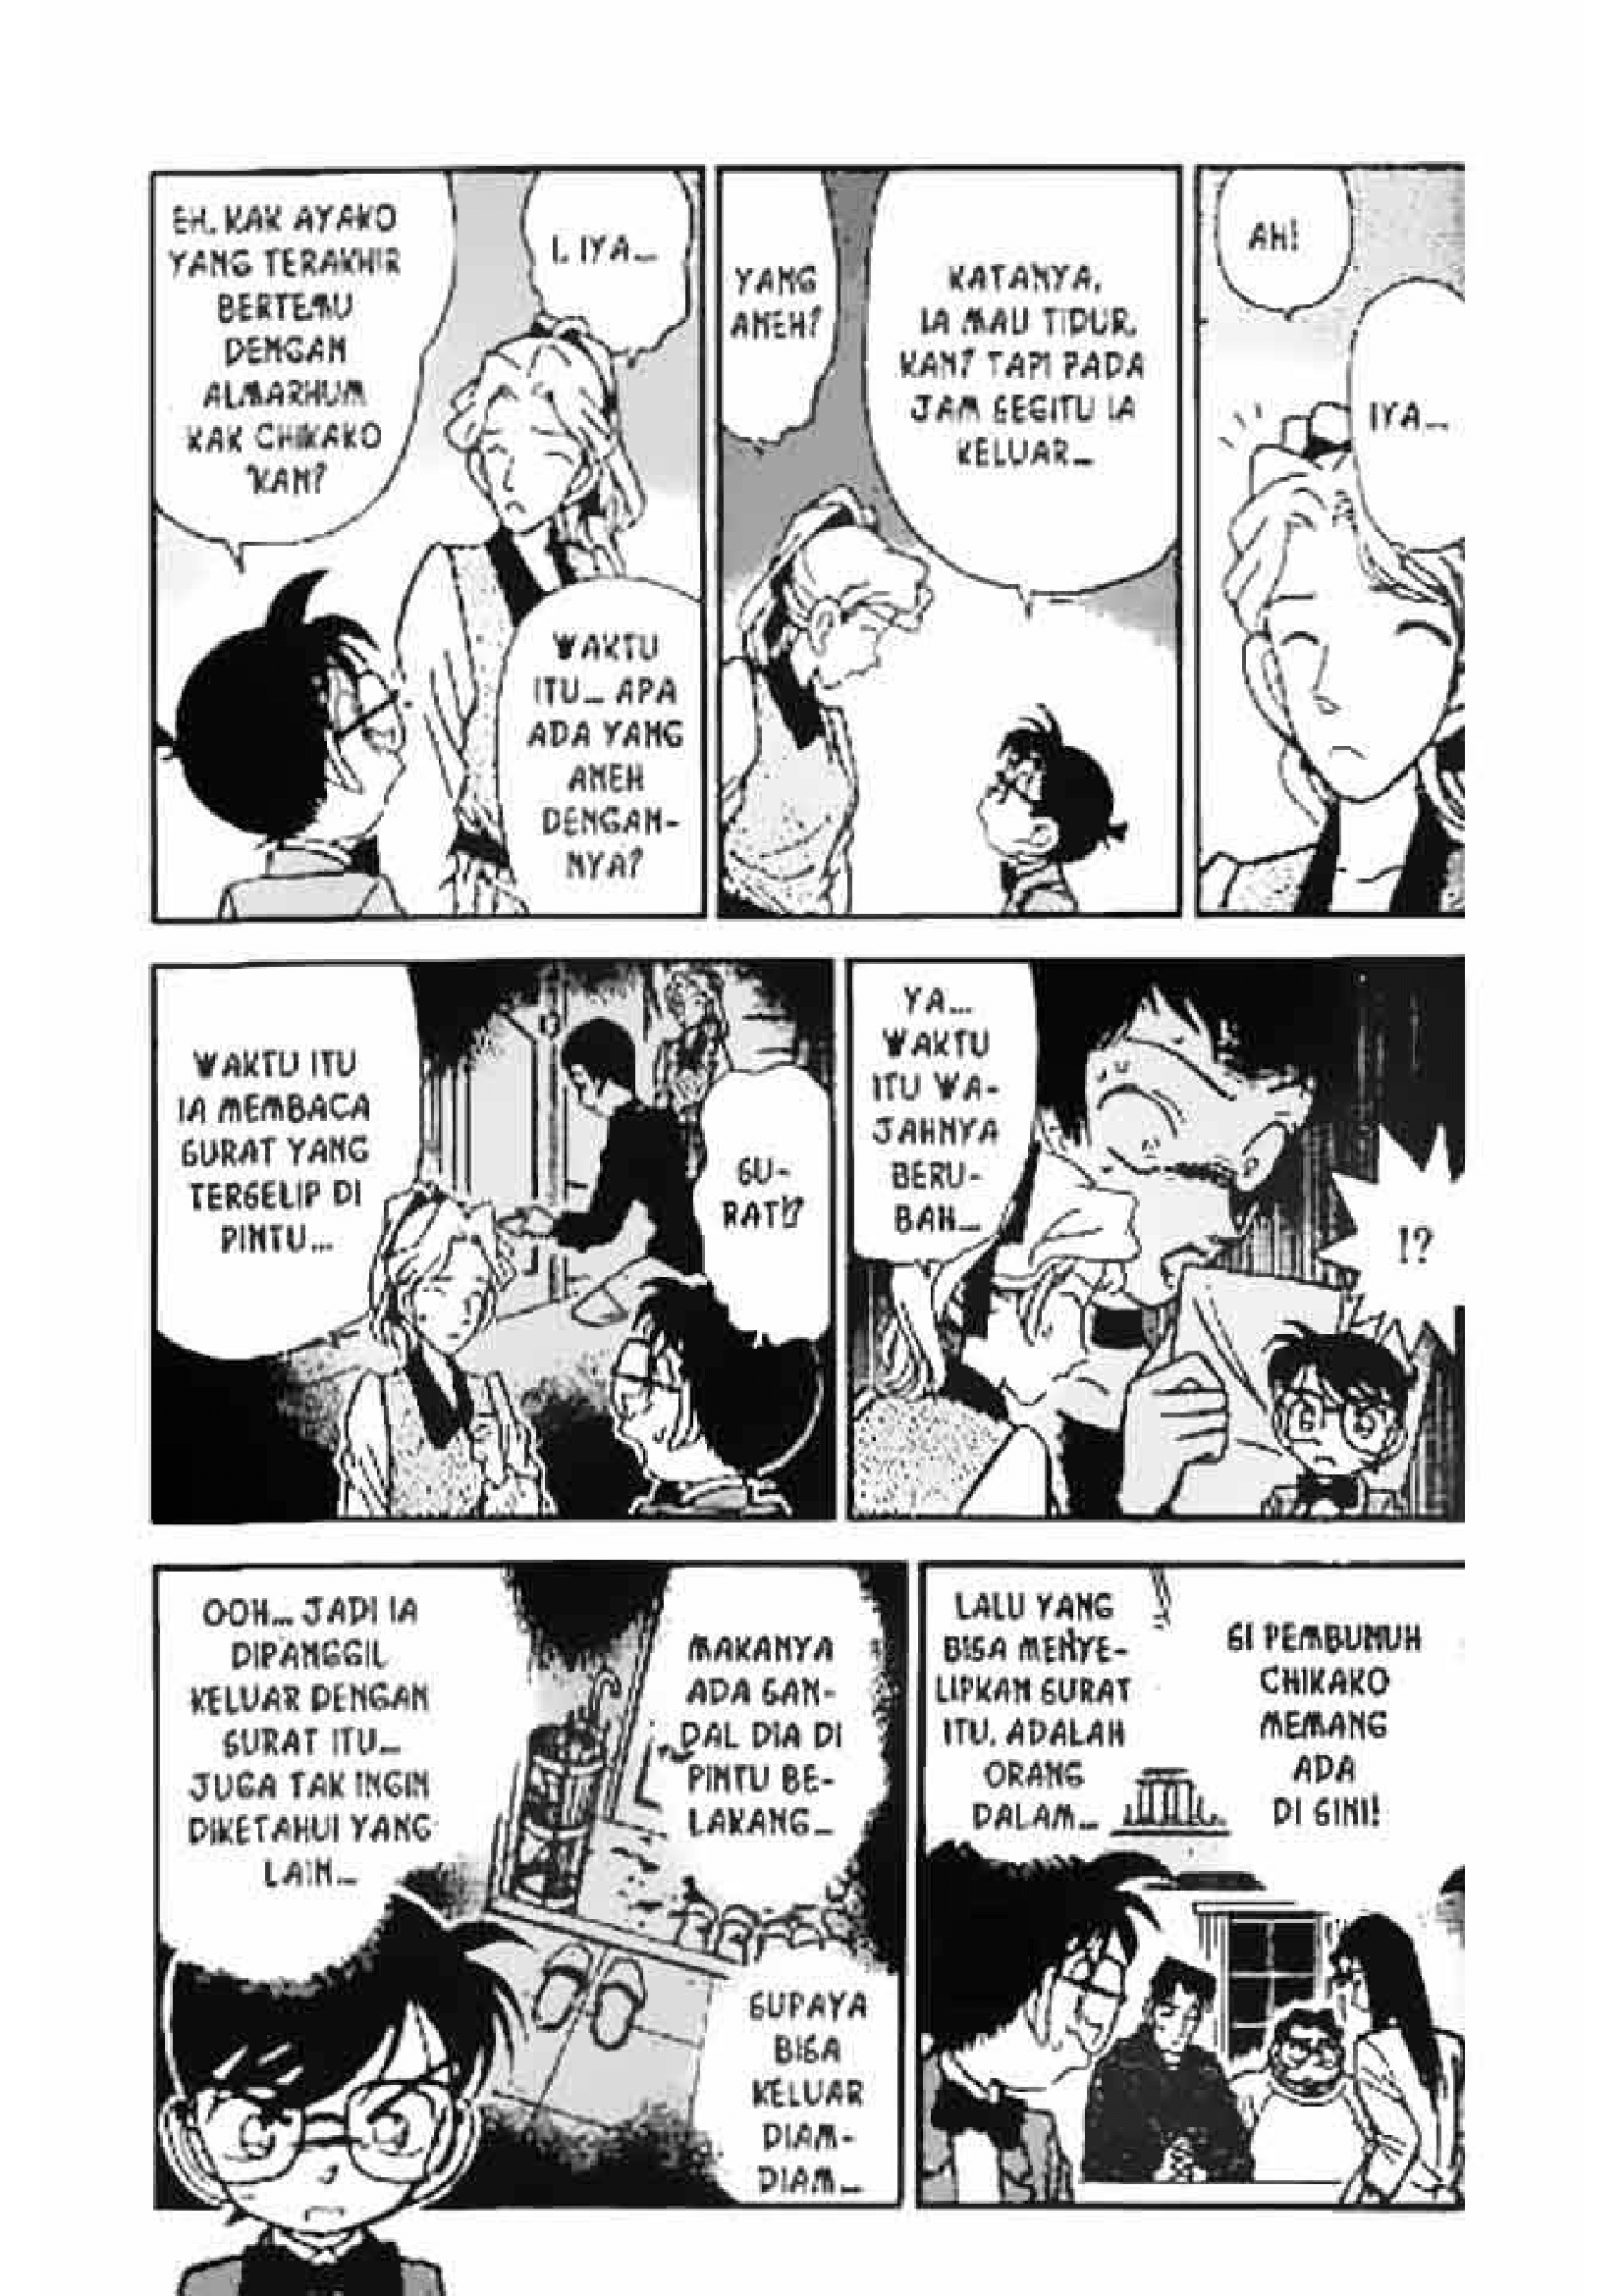 EH, KAK AYAKO
YANG TERAKHIR
BERTEMU
DENGAN
ALMARHUM
KAK CHIKAKO
'KAN?
I, IYA...
WAKTU
ITU... APA
ADA YANG
ANEH
DENGAN-
NYA?
YANG
ANEH?
KATANYA,
IA MAU TIDUR,
KAN? TAPI PADA
JAM SEGITU IA
KELUAR...
AH!
IYA...
WAKTU ITU
IA MEMBACA
SURAT YANG
TERSELIP DI
PINTU...
SU-
RAT!?
YA...
WAKTU
ITU WA-
JAHNYA
BERU-
BAH...
!?
OOH... JADI IA
DIPANGGIL
KELUAR DENGAN
SURAT ITU...
JUGA TAK INGIN
DIKETAHUI YANG
LAIN...
MAKANYA
ADA SAN-
DAL DIA DI
PINTU BE-
LAKANG...
SUPAYA
BISA
KELUAR
DIAM-
DIAM...
LALU YANG
BISA MENYE-
LIPKAN SURAT
ITU, ADALAH
ORANG
DALAM...
SI PEMBUNUH
CHIKAKO
MEMANG
ADA
DI SINI!